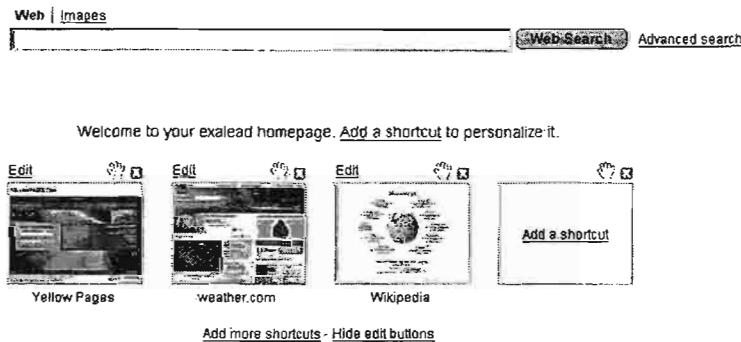 Web | Images
Web Search Advanced search
Welcome to your exalead homepage. Add a shortcut to personalize it.
Edit Edit Edit
Add a shortcut
Yellow Pages weather.com Wikipedia
Add more shortcuts - Hide edit buttons